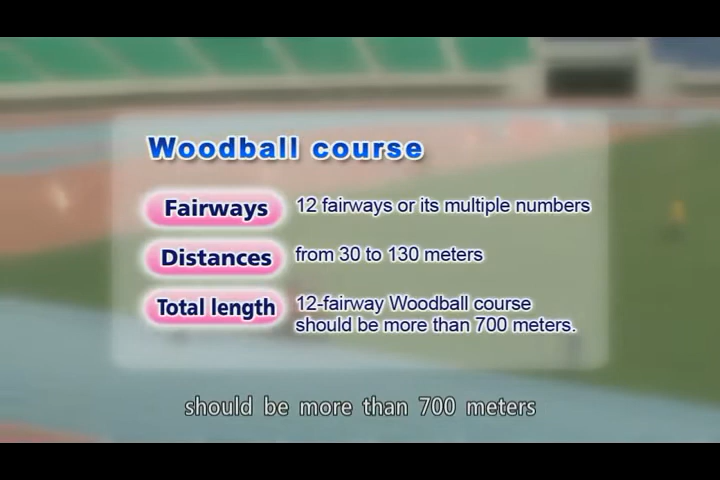 Woodball course
Fairways 12 fairways or its multiple numbers
Distances from 30 to 130 meters
Total length 12-fairway Woodball course
should be more than 700 meters.
should be more than 700 meters